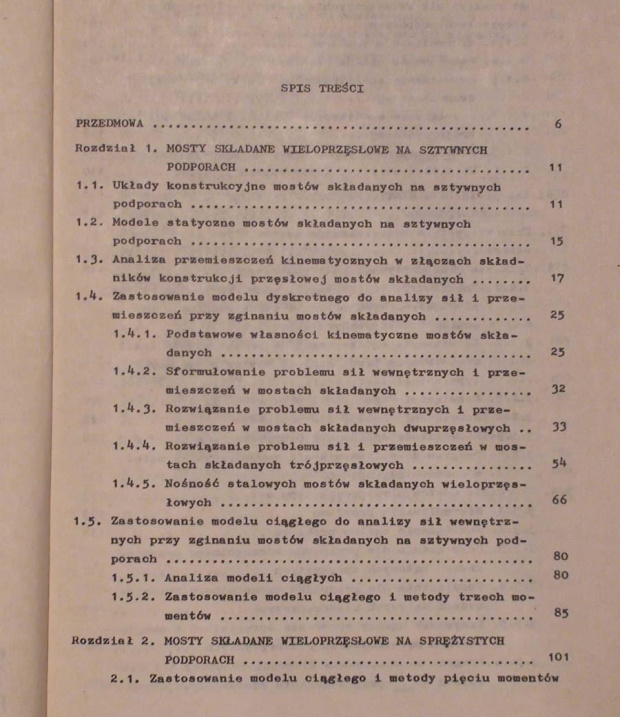 SPIS TREŚCI
PRZEDMOWA .................................................. 6
Rozdział 1. MOSTY SKŁADANE WIELOPRZĘSŁOWE NA SZTYWNYCH
PODPORACH ...................................... 11
1.1. Układy konstrukcyjne mostów składanych na sztywnych
podporach ............................................. 11
1.2. Modele statyczne mostów składanych na sztywnych
podporach ............................................. 15
1.3. Analiza przemieszczeń kinematycznych w złączach skład-
ników konstrukcji przęsłowej mostów składanych ........ 17
1.4. Zastosowanie modelu dyskretnego do analizy sił i prze-
mieszczeń przy zginaniu mostów składanych ............. 25
1.4.1. Podstawowe własności kinematyczne mostów skła-
danych ......................................... 25
1.4.2. Sformułowanie problemu sił wewnętrznych i prze-
mieszczeń w mostach składanych ................. 32
1.4.3. Rozwiązanie problemu sił wewnętrznych i prze-
mieszczeń w mostach składanych dwuprzęsłowych .. 33
1.4.4. Rozwiązanie problemu sił i przemieszczeń w mos-
tach składanych trójprzęsłowych ................ 54
1.4.5. Nośność stalowych mostów składanych wieloprzęs-
łowych ......................................... 66
1.5. Zastosowanie modelu ciągłego do analizy sił wewnętrz-
nych przy zginaniu mostów składanych na sztywnych pod-
porach ................................................ 80
1.5.1. Analiza modeli ciągłych ........................ 80
1.5.2. Zastosowanie modelu ciągłego i metody trzech mo-
mentów ......................................... 85
Rozdział 2. MOSTY SKŁADANE WIELOPRZĘSŁOWE NA SPRĘŻYSTYCH
PODPORACH ...................................... 101
2.1. Zastosowanie modelu ciągłego i metody pięciu momentów